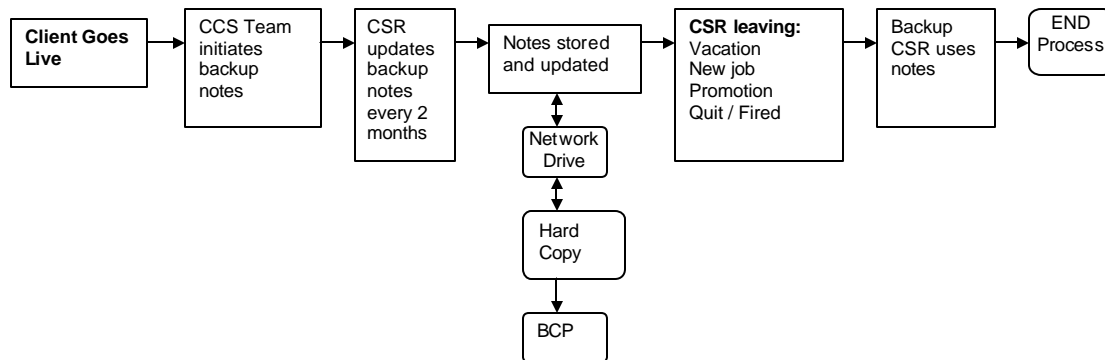 Client Goes
Live
CCS Team
initiates
backup
notes
CSR
updates
backup
notes
every 2
months
Notes stored
and updated
CSR leaving:
Vacation
New job
Promotion
Quit / Fired
Backup
CSR uses
notes
END
Process
Network
Drive
Hard
Copy
BCP